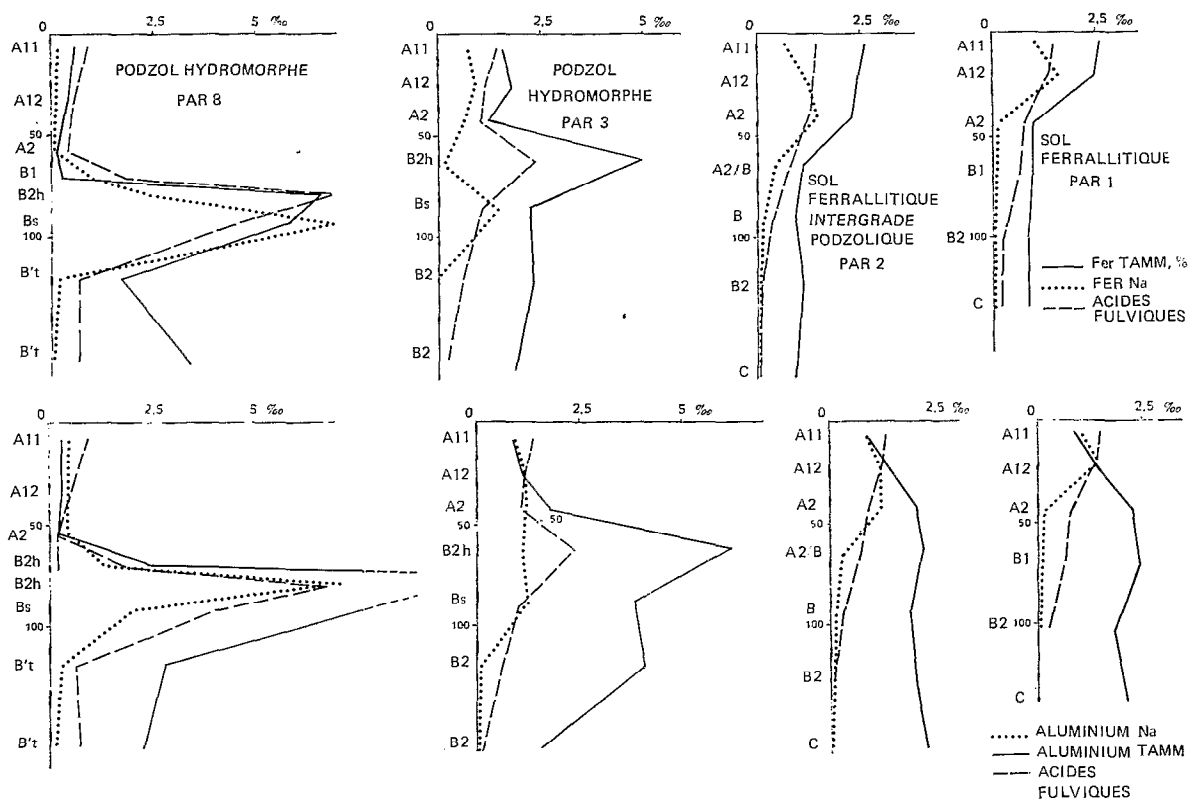 0 2,5 5 ‰
A11
A12
50
A2
B1
B2h
Bs
100
B't
B't
PODZOL HYDROMORPHE
PAR 8
0 2.5 5 ‰
A11
A12
A2
50
B2h
Bs
100
B2
B2
PODZOL
HYDROMORPHE
PAR 3
0 2.5 ‰
A11
A12
A2
50
A2/B
B
100
B2
C
SOL
FERRALLITIQUE
INTERGRADE
PODZOLIQUE
PAR 2
0 2.5 ‰
A11
A12
A2
50
B1
B2 100
C
SOL
FERRALLITIQUE
PAR 1
Fer TAMM, %
FER Na
ACIDES
FULVIQUES
0 2.5 5 ‰
A11
A12
50
A2
B2h
B2h
Bs
100
B't
B't
0 2.5 5 ‰
A11
A12
A2
50 50
B2h
Bs
100
B2
B2
0 2.5 ‰
A11
A12
A2
50
A2/B
B
100
B2
C
0 2.5 ‰
A11
A12
A2
50
B1
B2 100
C
ALUMINIUM Na
ALUMINIUM TAMM
ACIDES
FULVIQUES